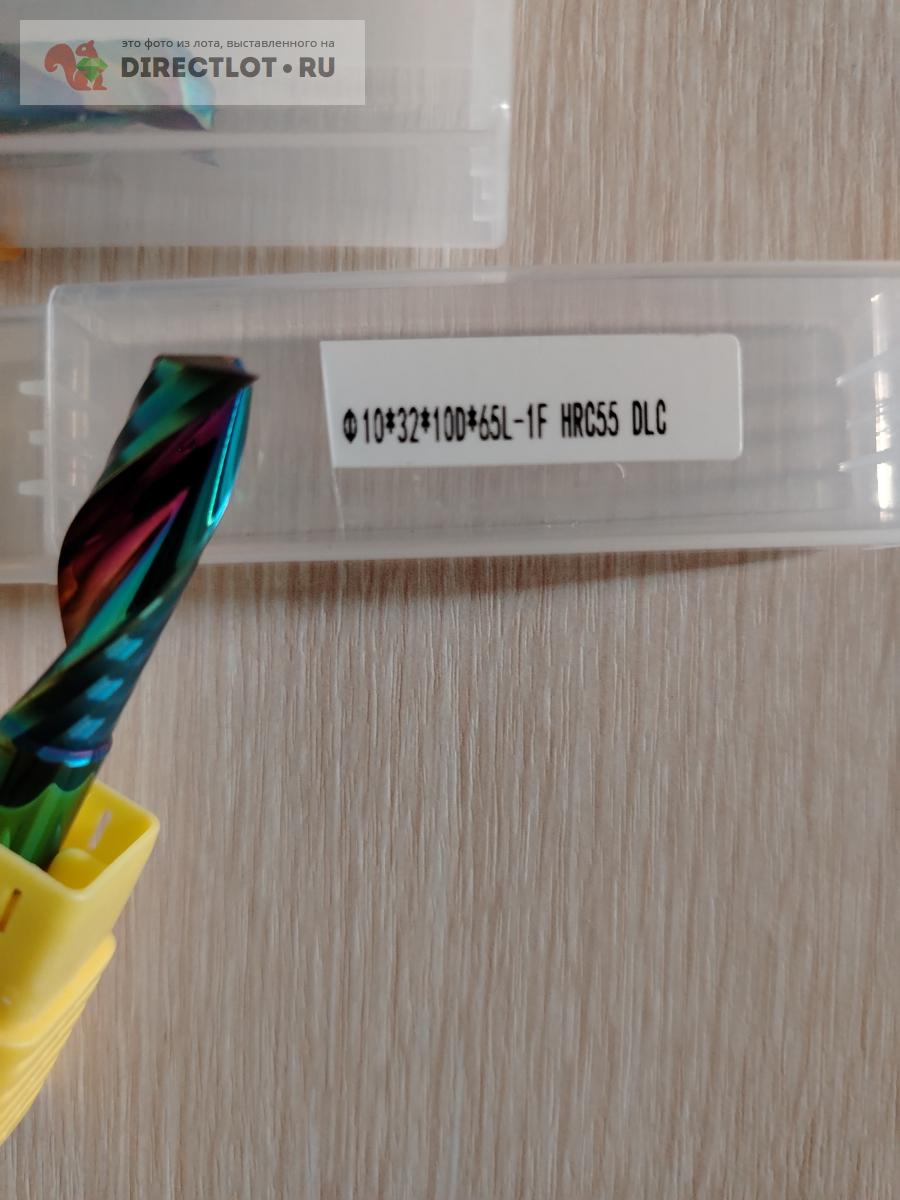 это фото из лота, выставленного на
DIRECTLOT•RU
Φ10*32*10D*65L-1F HRC55 DLC